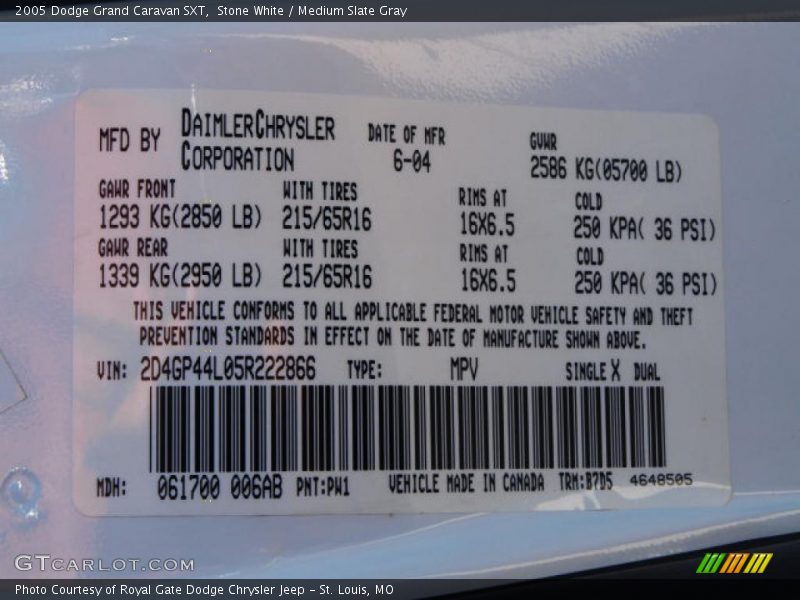 2005 Dodge Grand Caravan SXT, Stone White / Medium Slate Gray
MFD BY DAIMLERCHRYSLER CORPORATION DATE OF MFR 6-04 GVWR 2586 KG(05700 LB)
GAWR FRONT WITH TIRES RIMS AT COLD
1293 KG(2850 LB) 215/65R16 16X6.5 250 KPA( 36 PSI)
GAWR REAR WITH TIRES RIMS AT COLD
1339 KG(2950 LB) 215/65R16 16X6.5 250 KPA( 36 PSI)
THIS VEHICLE CONFORMS TO ALL APPLICABLE FEDERAL MOTOR VEHICLE SAFETY AND THEFT
PREVENTION STANDARDS IN EFFECT ON THE DATE OF MANUFACTURE SHOWN ABOVE.
VIN: 2D4GP44L05R222866 TYPE: MPV SINGLE X DUAL
MDH: 061700 006AB PNT:PW1 VEHICLE MADE IN CANADA TRM:B7D5 4648505
GTCARLOT.COM
Photo Courtesy of Royal Gate Dodge Chrysler Jeep - St. Louis, MO